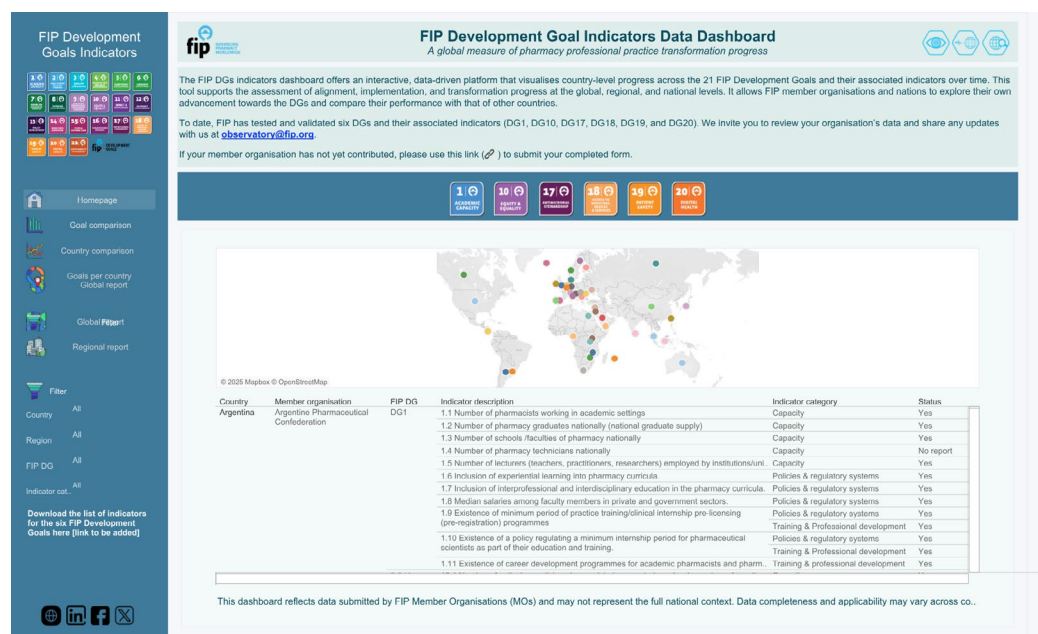 FIP Development
Goals Indicators
Homepage
Goal comparison
Country comparison
Goals per country
Global report
Global
Regional report
Filter
Country
All
Region
All
FIP DG
All
Indicator cat..
All
Download the list of indicators
for the six FIP Development
Goals here [link to be added]
fip
FIP Development Goal Indicators Data Dashboard
A global measure of pharmacy professional practice transformation progress
The FIP DGs indicators dashboard offers an interactive, data-driven platform that visualises country-level progress across the 21 FIP Development Goals and their associated indicators over time. This
tool supports the assessment of alignment, implementation, and transformation progress at the global, regional, and national levels. It allows FIP member organisations and nations to explore their own
advancement towards the DGs and compare their performance with that of other countries.
To date, FIP has tested and validated six DGs and their associated indicators (DG1, DG10, DG17, DG18, DG19, and DG20). We invite you to review your organisation's data and share any updates
with us at observatory@fip.org.
If your member organisation has not yet contributed, please use this link ( ) to submit your completed form.
1 10 17 18 19 20
ACADEMIC
CAPACITY
EQUITY &
EQUALITY
ANTIMICROBIAL
STEWARDSHIP
PATIENT
SAFETY
DIGITAL
HEALTH
© 2025 Mapbox © OpenStreetMap
Country Member organisation FIP DG Indicator description Indicator category Status
Argentina Argentine Pharmaceutical DG1 1.1 Number of pharmacists working in academic settings Capacity Yes
Confederation
1.2 Number of pharmacy graduates nationally (national graduate supply) Capacity Yes
1.3 Number of schools /faculties of pharmacy nationally Capacity Yes
1.4 Number of pharmacy technicians nationally Capacity No report
1.5 Number of lecturers (teachers, practitioners, researchers) employed by institutions/uni.. Capacity Yes
1.6 Inclusion of experiential learning into pharmacy curricula. Policies & regulatory systems Yes
1.7 Inclusion of interprofessional and interdisciplinary education in the pharmacy curricula. Policies & regulatory systems Yes
1.8 Median salaries among faculty members in private and government sectors. Policies & regulatory systems Yes
1.9 Existence of minimum period of practice training/clinical internship pre-licensing Policies & regulatory systems Yes
(pre-registration) programmes Training & Professional development Yes
1.10 Existence of a policy regulating a minimum internship period for pharmaceutical Policies & regulatory systems Yes
scientists as part of their education and training. Training & Professional development Yes
1.11 Existence of career development programmes for academic pharmacists and pharm.. Training & professional development Yes
This dashboard reflects data submitted by FIP Member Organisations (MOs) and may not represent the full national context. Data completeness and applicability may vary across co..